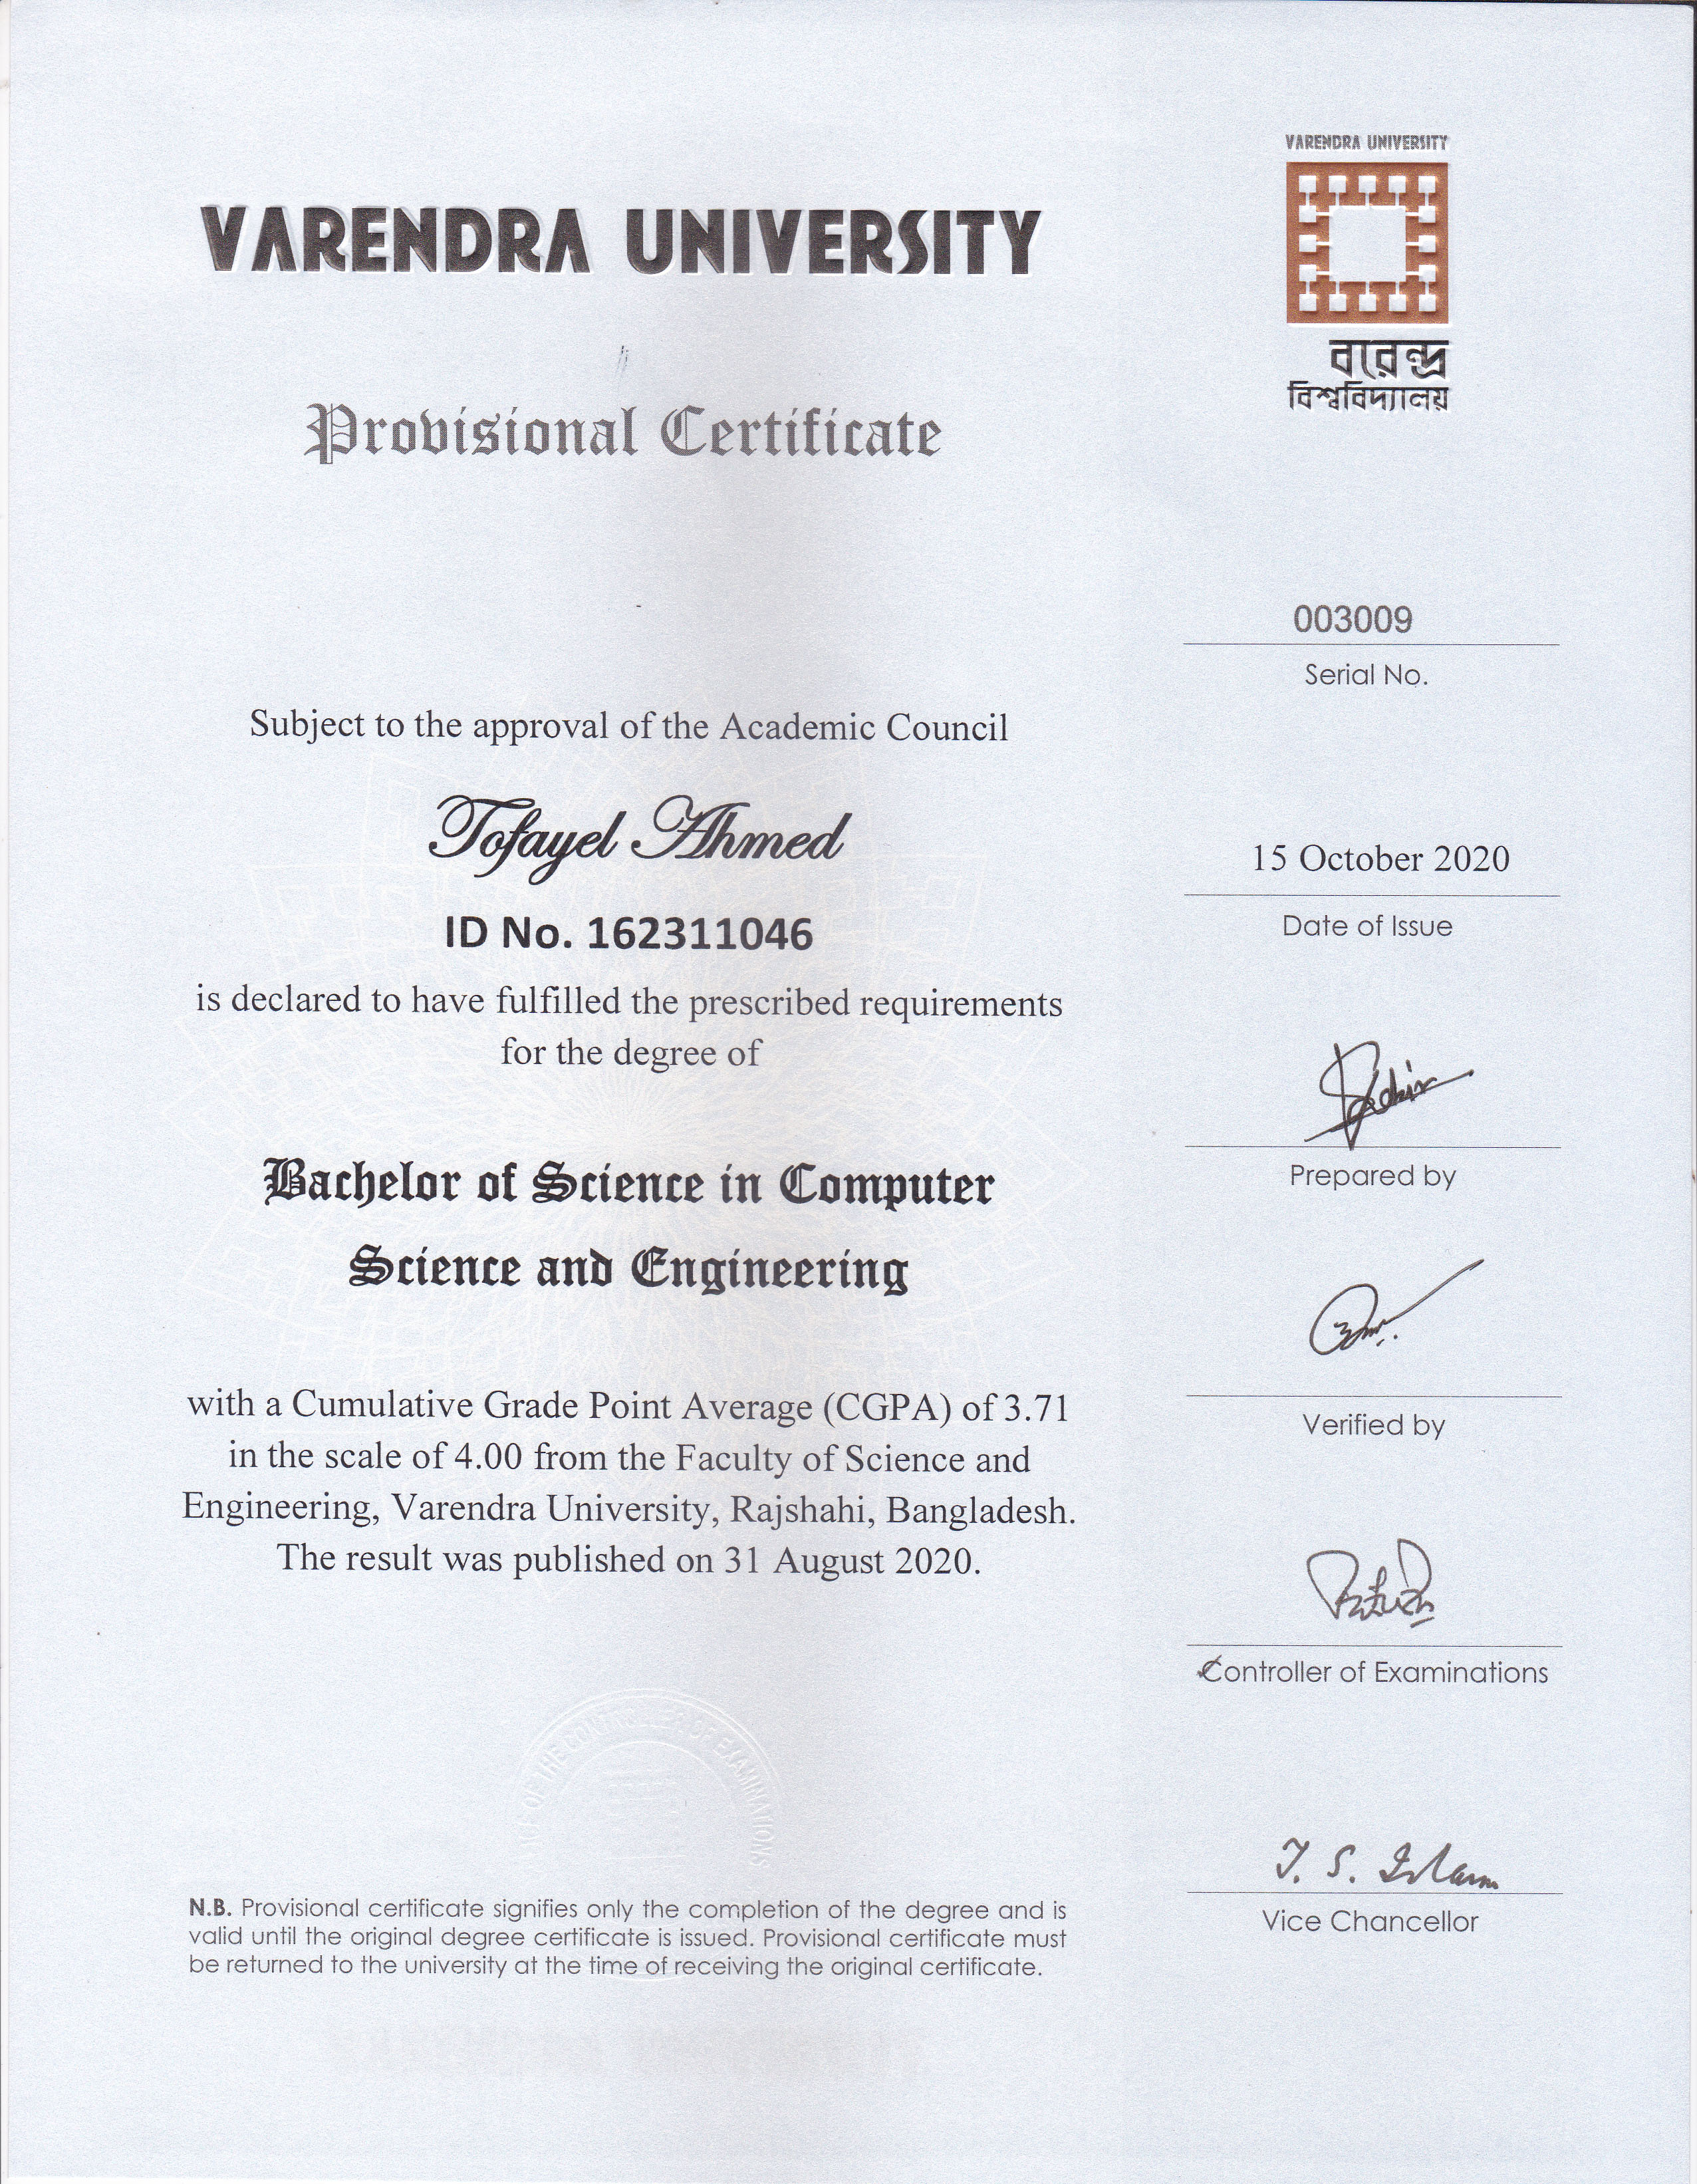 VARENDRA UNIVERSITY
বরেন্দ্র
বিশ্ববিদ্যালয়
VARENDRA UNIVERSITY
Provisional Certificate
003009
Serial No.
Subject to the approval of the Academic Council
Tofayel Ahmed
ID No. 162311046
is declared to have fulfilled the prescribed requirements
for the degree of
15 October 2020
Date of Issue
Bachelor of Science in Computer
Science and Engineering
Prepared by
Verified by
with a Cumulative Grade Point Average (CGPA) of 3.71
in the scale of 4.00 from the Faculty of Science and
Engineering, Varendra University, Rajshahi, Bangladesh.
The result was published on 31 August 2020.
Controller of Examinations
OF THE CONTROLLER OF EXAMINATIONS
T. S. Islam
Vice Chancellor
N.B. Provisional certificate signifies only the completion of the degree and is
valid until the original degree certificate is issued. Provisional certificate must
be returned to the university at the time of receiving the original certificate.